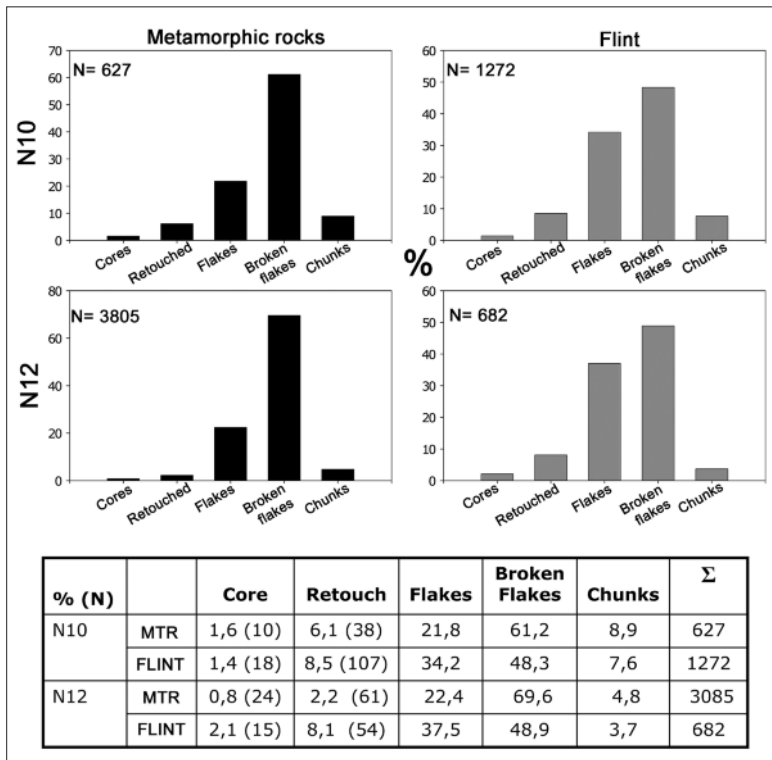 Metamorphic rocks
Flint
N10
70
60
50
40
30
20
10
0
N= 627
Cores
Retouched
Flakes
Broken
flakes
Chunks
60
50
40
30
20
10
0
N= 1272
Cores
Retouched
Flakes
Broken
flakes
Chunks
%
N12
80
60
40
20
0
N= 3805
Cores
Retouched
Flakes
Broken
flakes
Chunks
60
50
40
30
20
10
0
N= 682
Cores
Retouched
Flakes
Broken
flakes
Chunks
% (N) Core Retouch Flakes Broken Flakes Chunks Σ
N10 MTR 1,6 (10) 6,1 (38) 21,8 61,2 8,9 627
FLINT 1,4 (18) 8,5 (107) 34,2 48,3 7,6 1272
N12 MTR 0,8 (24) 2,2 (61) 22,4 69,6 4,8 3085
FLINT 2,1 (15) 8,1 (54) 37,5 48,9 3,7 682